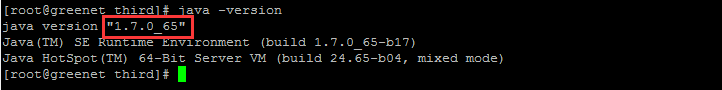 [root@greenet third]# java -version
java version "1.7.0_65"
Java(TM) SE Runtime Environment (build 1.7.0_65-b17)
Java HotSpot(TM) 64-Bit Server VM (build 24.65-b04, mixed mode)
[root@greenet third]#